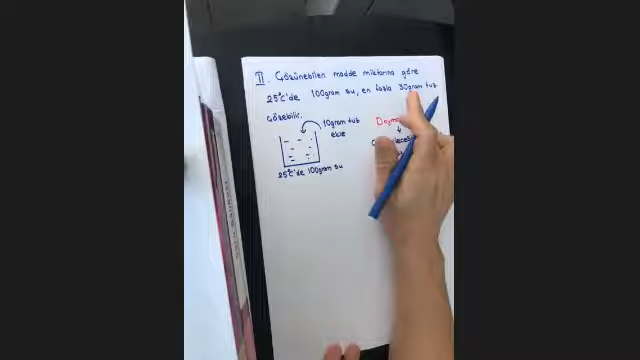 II. Çözünebilen madde miktarına göre
25°C'de 100gram su, en fazla 30gram tuz
çözebilir.
10gram tuz
ekle
25°C'de 100gram su